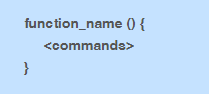 function_name () {
<commands>
}